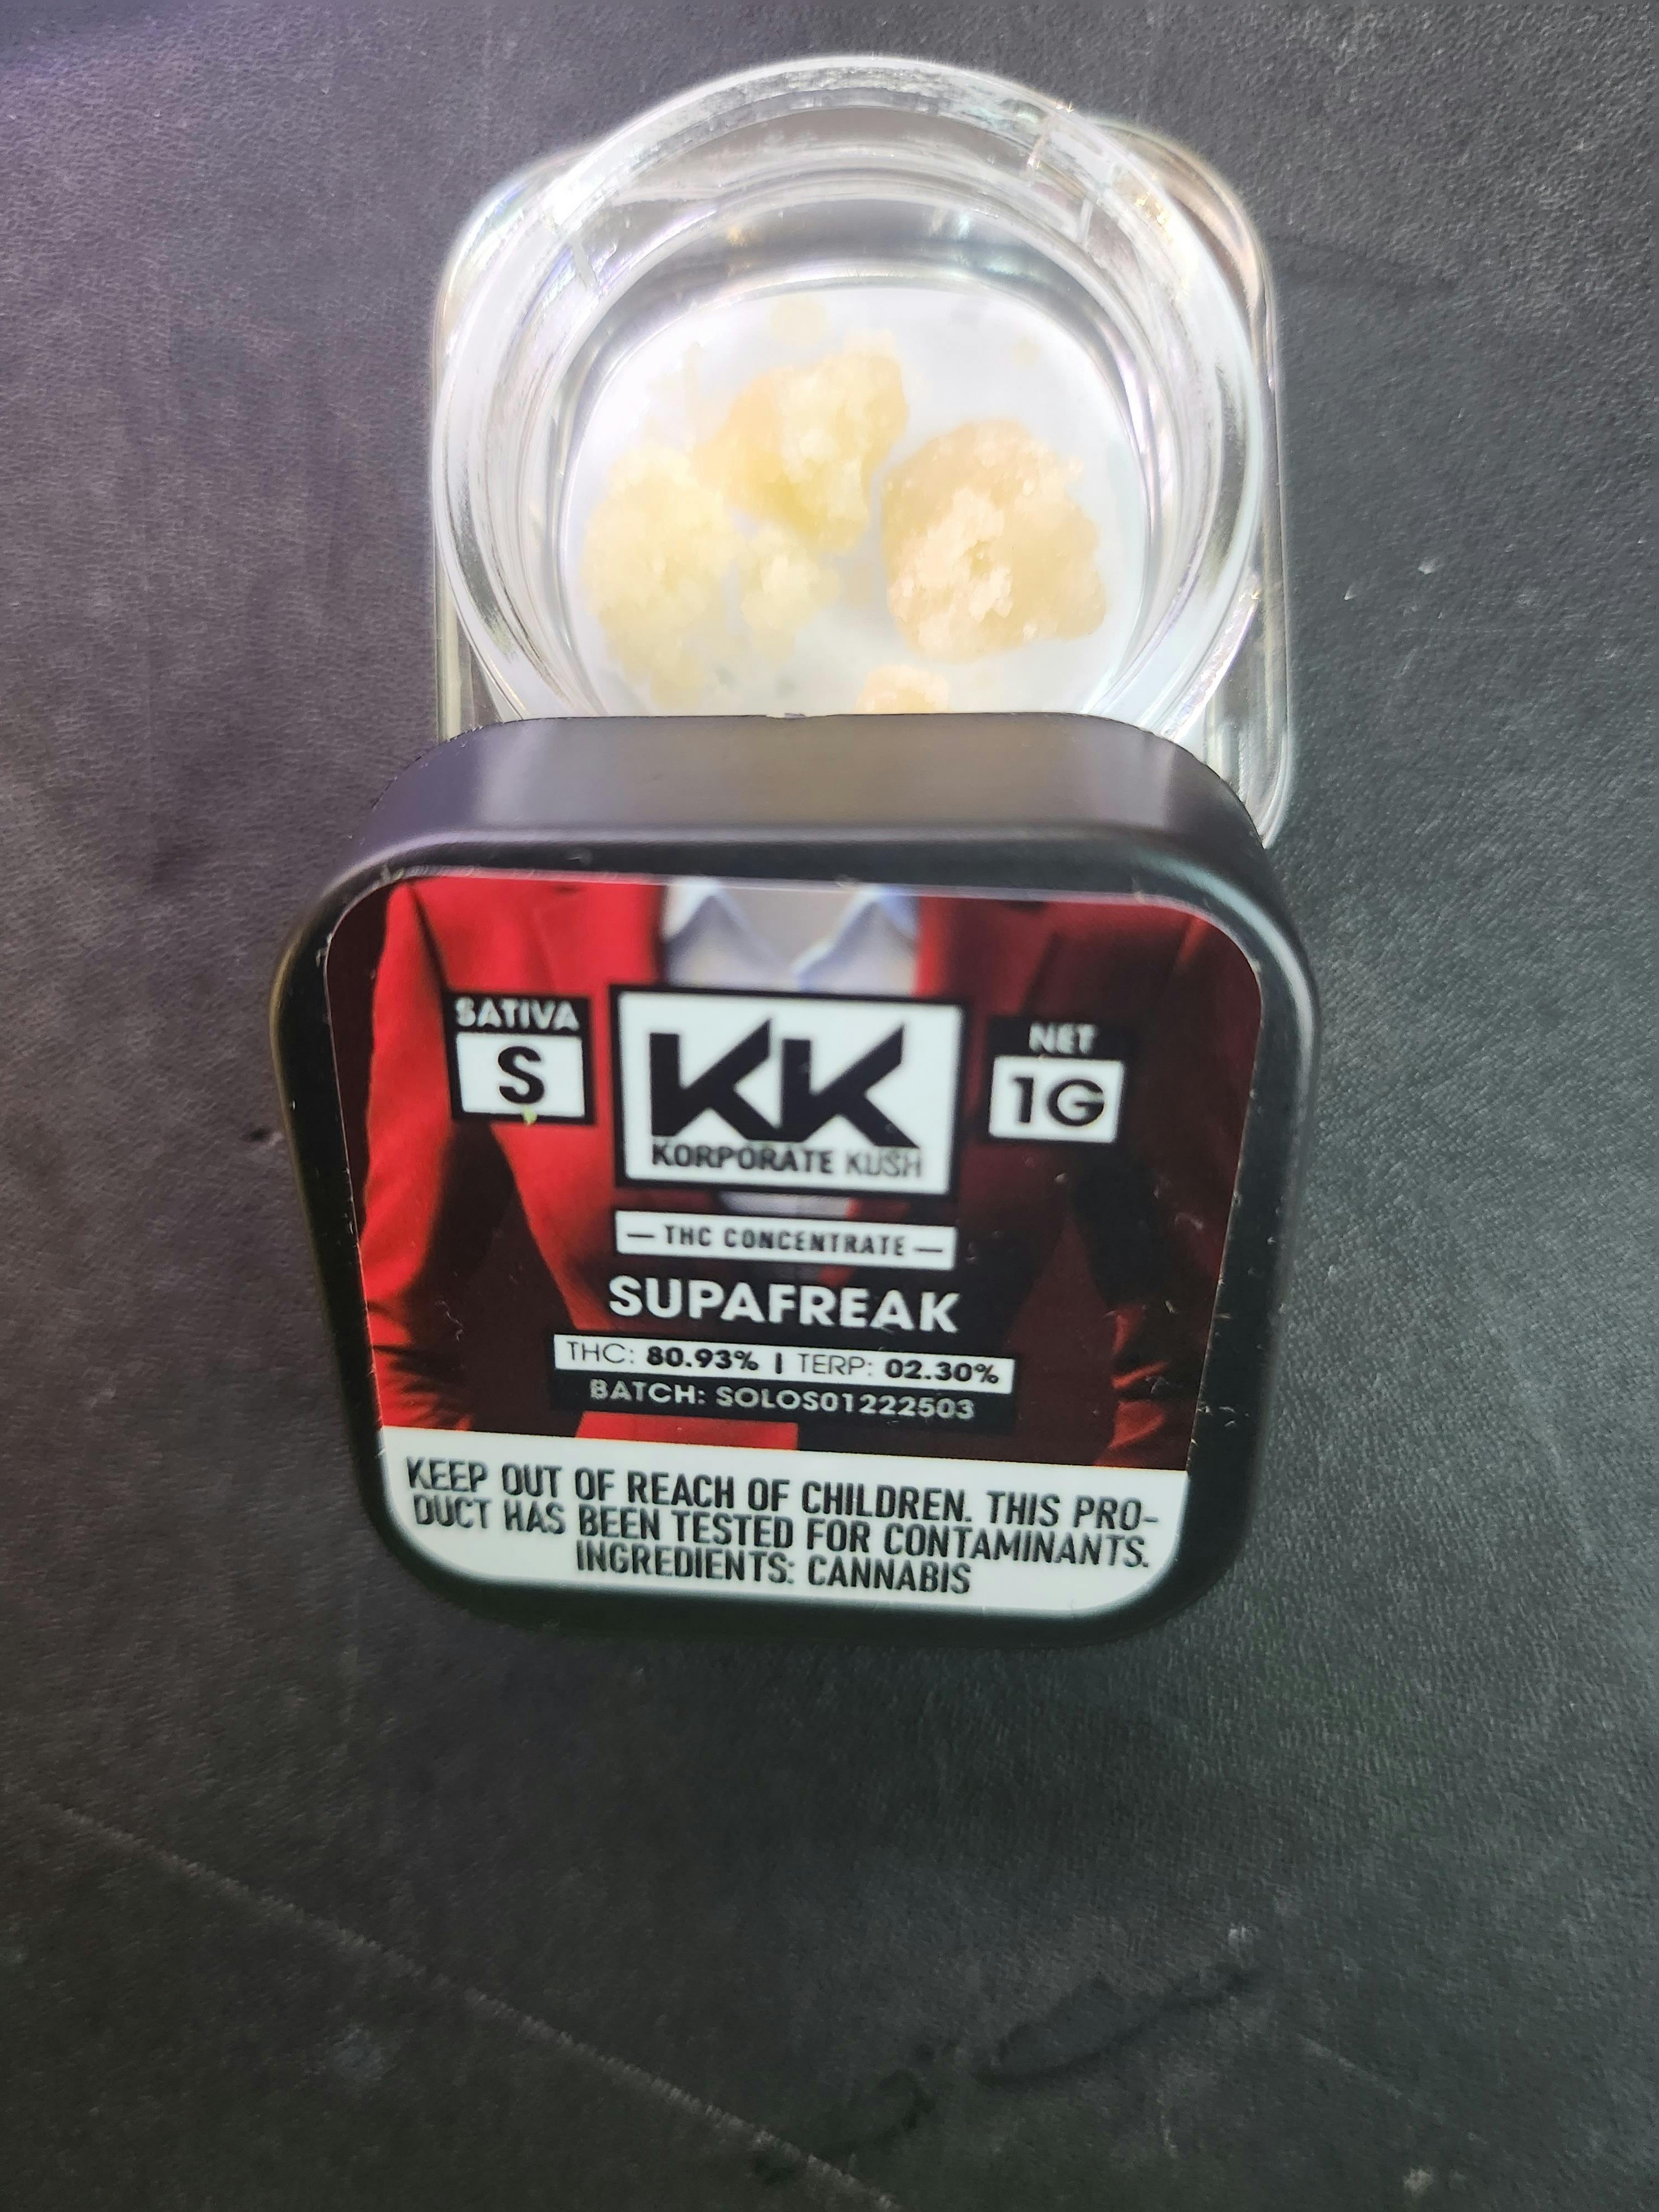 SATIVA
S
KK
KORPORATE KUSH
NET
1G
— THC CONCENTRATE —
SUPAFREAK
THC: 80.93% | TERP: 02.30%
BATCH: SOLOS01222503
KEEP OUT OF REACH OF CHILDREN. THIS PRO-
DUCT HAS BEEN TESTED FOR CONTAMINANTS.
INGREDIENTS: CANNABIS